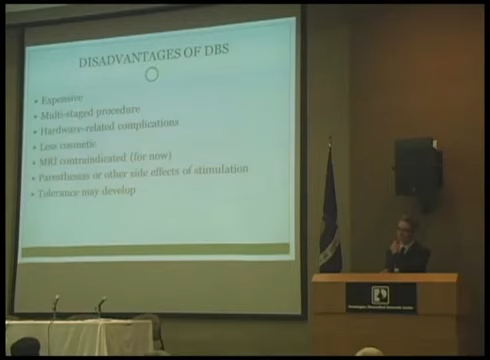 DISADVANTAGES OF DBS
• Expensive
• Multi-staged procedure
• Hardware-related complications
• Less cosmetic
• MRI contraindicated (for now)
• Paresthesias or other side effects of stimulation
• Tolerance may develop